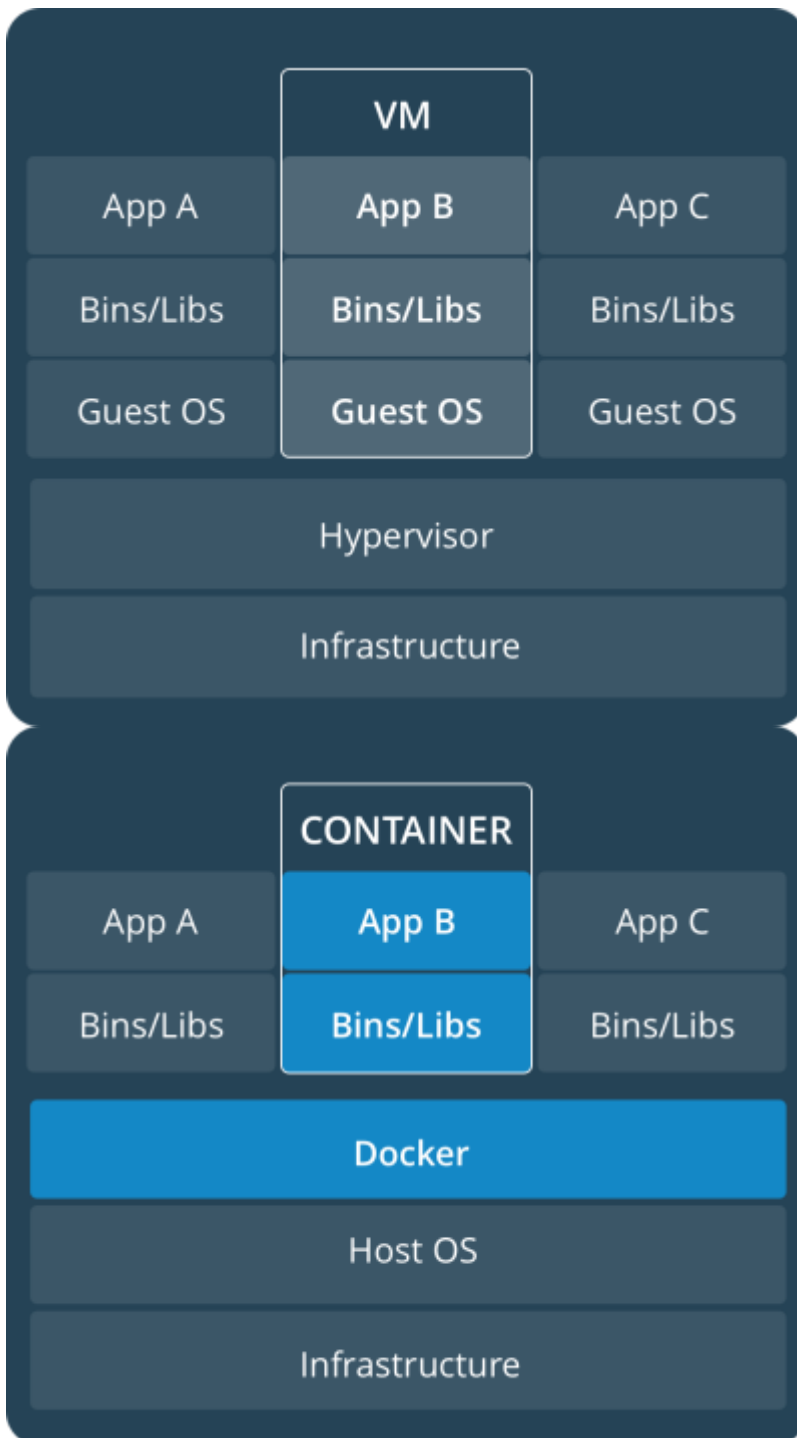 VM
App A App B App C
Bins/Libs Bins/Libs Bins/Libs
Guest OS Guest OS Guest OS
Hypervisor
Infrastructure
CONTAINER
App A App B App C
Bins/Libs Bins/Libs Bins/Libs
Docker
Host OS
Infrastructure